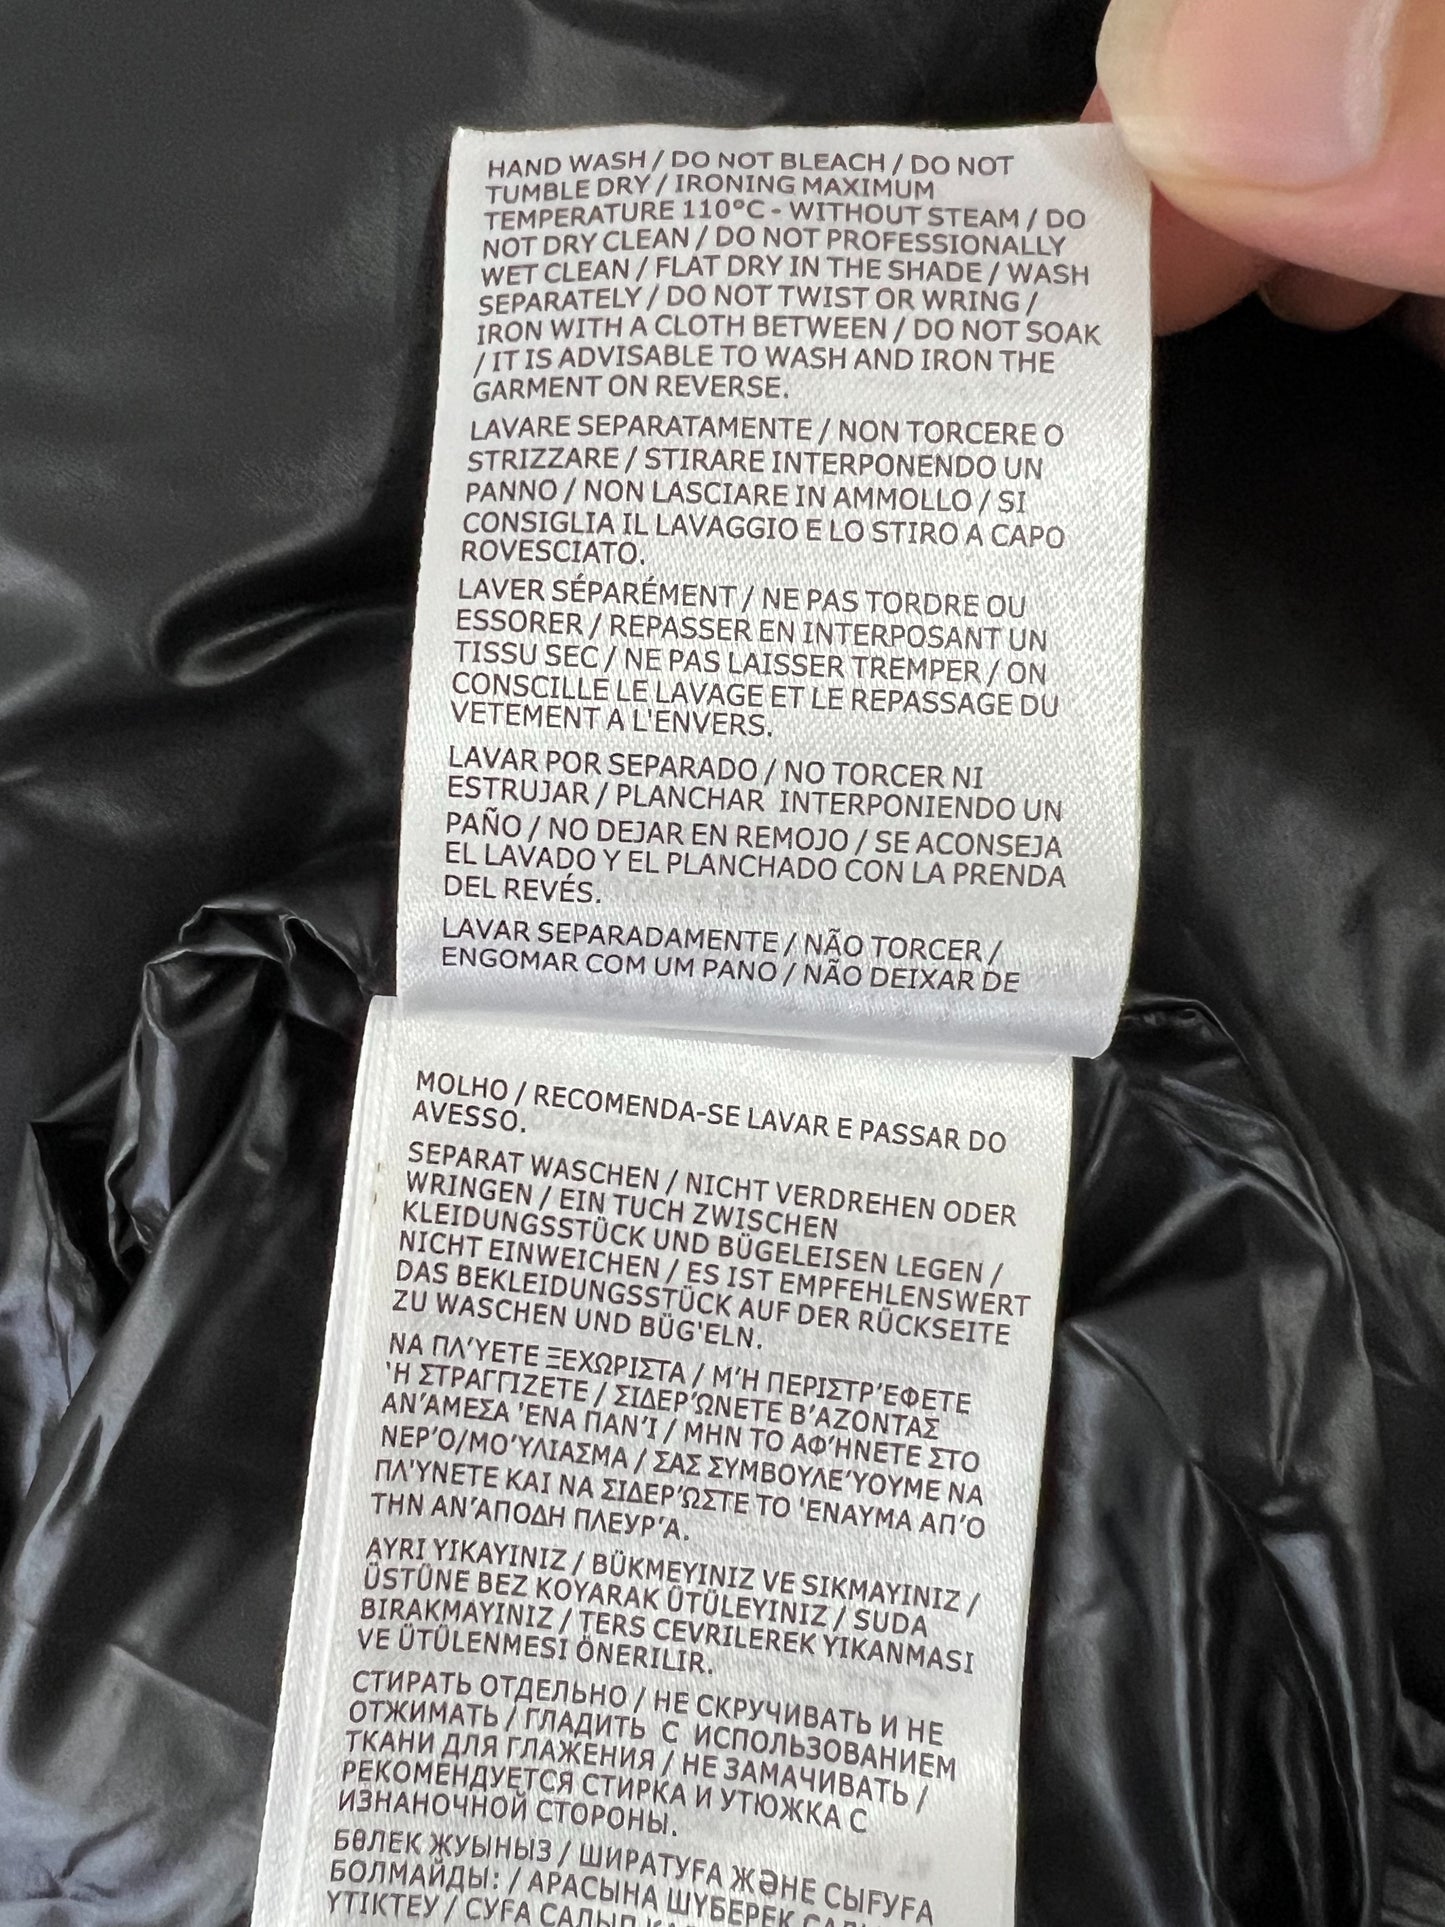 HAND WASH / DO NOT BLEACH / DO NOT
TUMBLE DRY / IRONING MAXIMUM
TEMPERATURE 110°C - WITHOUT STEAM / DO
NOT DRY CLEAN / DO NOT PROFESSIONALLY
WET CLEAN / FLAT DRY IN THE SHADE / WASH
SEPARATELY / DO NOT TWIST OR WRING /
IRON WITH A CLOTH BETWEEN / DO NOT SOAK
/ IT IS ADVISABLE TO WASH AND IRON THE
GARMENT ON REVERSE.
LAVARE SEPARATAMENTE / NON TORCERE O
STRIZZARE / STIRARE INTERPONENDO UN
PANNO / NON LASCIARE IN AMMOLLO / SI
CONSIGLIA IL LAVAGGIO E LO STIRO A CAPO
ROVESCIATO.
LAVER SÉPARÉMENT / NE PAS TORDRE OU
ESSORER / REPASSER EN INTERPOSANT UN
TISSU SEC / NE PAS LAISSER TREMPER / ON
CONSCILLE LE LAVAGE ET LE REPASSAGE DU
VETEMENT A L'ENVERS.
LAVAR POR SEPARADO / NO TORCER NI
ESTRUJAR / PLANCHAR INTERPONIENDO UN
PAÑO / NO DEJAR EN REMOJO / SE ACONSEJA
EL LAVADO Y EL PLANCHADO CON LA PRENDA
DEL REVÉS.
LAVAR SEPARADAMENTE / NÃO TORCER /
ENGOMAR COM UM PANO / NÃO DEIXAR DE
MOLHO / RECOMENDA-SE LAVAR E PASSAR DO
AVESSO.
SEPARAT WASCHEN / NICHT VERDREHEN ODER
WRINGEN / EIN TUCH ZWISCHEN
KLEIDUNGSSTÜCK UND BÜGELEISEN LEGEN /
NICHT EINWEICHEN / ES IST EMPFEHLENSWERT
DAS BEKLEIDUNGSSTÜCK AUF DER RÜCKSEITE
ZU WASCHEN UND BÜG'ELN.
ΝΑ ΠΛ'ΥΕΤΕ ΞΕΧΩΡΙΣΤΑ / Μ'Η ΠΕΡΙΣΤΡ'ΕΦΕΤΕ
'Η ΣΤΡΑΓΓΙΖΕΤΕ / ΣΙΔΕΡ'ΩΝΕΤΕ Β'ΑΖΟΝΤΑΣ
ΑΝ'ΑΜΕΣΑ 'ΕΝΑ ΠΑΝ'Ι / ΜΗΝ ΤΟ ΑΦ'ΗΝΕΤΕ ΣΤΟ
ΝΕΡ'Ο/ΜΟ'ΥΛΙΑΣΜΑ / ΣΑΣ ΣΥΜΒΟΥΛΕ'ΥΟΥΜΕ ΝΑ
ΠΛ'ΥΝΕΤΕ ΚΑΙ ΝΑ ΣΙΔΕΡ'ΩΣΤΕ ΤΟ 'ΕΝΑΥΜΑ ΑΠ'Ο
ΤΗΝ ΑΝ'ΑΠΟΔΗ ΠΛΕΥΡ'Α.
AYRI YIKAYINIZ / BÜKMEYINIZ VE SIKMAYINIZ /
ÜSTÜNE BEZ KOYARAK ÜTÜLEYINIZ / SUDA
BIRAKMAYINIZ / TERS CEVRILEREK YIKANMASI
VE ÜTÜLENMESI ÖNERILIR.
СТИРАТЬ ОТДЕЛЬНО / НЕ СКРУЧИВАТЬ И НЕ
ОТЖИМАТЬ / ГЛАДИТЬ С ИСПОЛЬЗОВАНИЕМ
ТКАНИ ДЛЯ ГЛАЖЕНИЯ / НЕ ЗАМАЧИВАТЬ /
РЕКОМЕНДУЕТСЯ СТИРКА И УТЮЖКА С
ИЗНАНОЧНОЙ СТОРОНЫ.
БӨЛЕК ЖУЫНЫЗ / ШИРАТУҒА ЖӘНЕ СЫҒУҒА
БОЛМАЙДЫ: / АРАСЫНА ШҮБЕРЕК
ҮТІКТЕУ / СУҒА САЛЫП